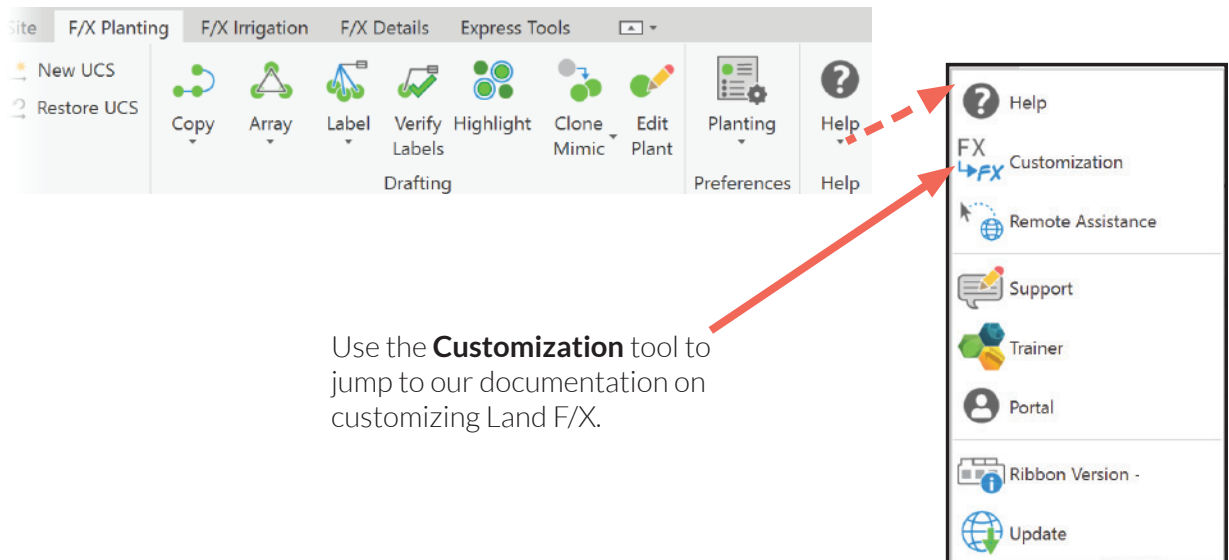 Site F/X Planting F/X Irrigation F/X Details Express Tools
New UCS
Restore UCS
Copy Array Label Verify Labels Highlight Clone Mimic Edit Plant Planting Help
Drafting Preferences Help
Help
FX
FX Customization
Remote Assistance
Support
Trainer
Portal
Ribbon Version -
Update
Use the Customization tool to
jump to our documentation on
customizing Land F/X.